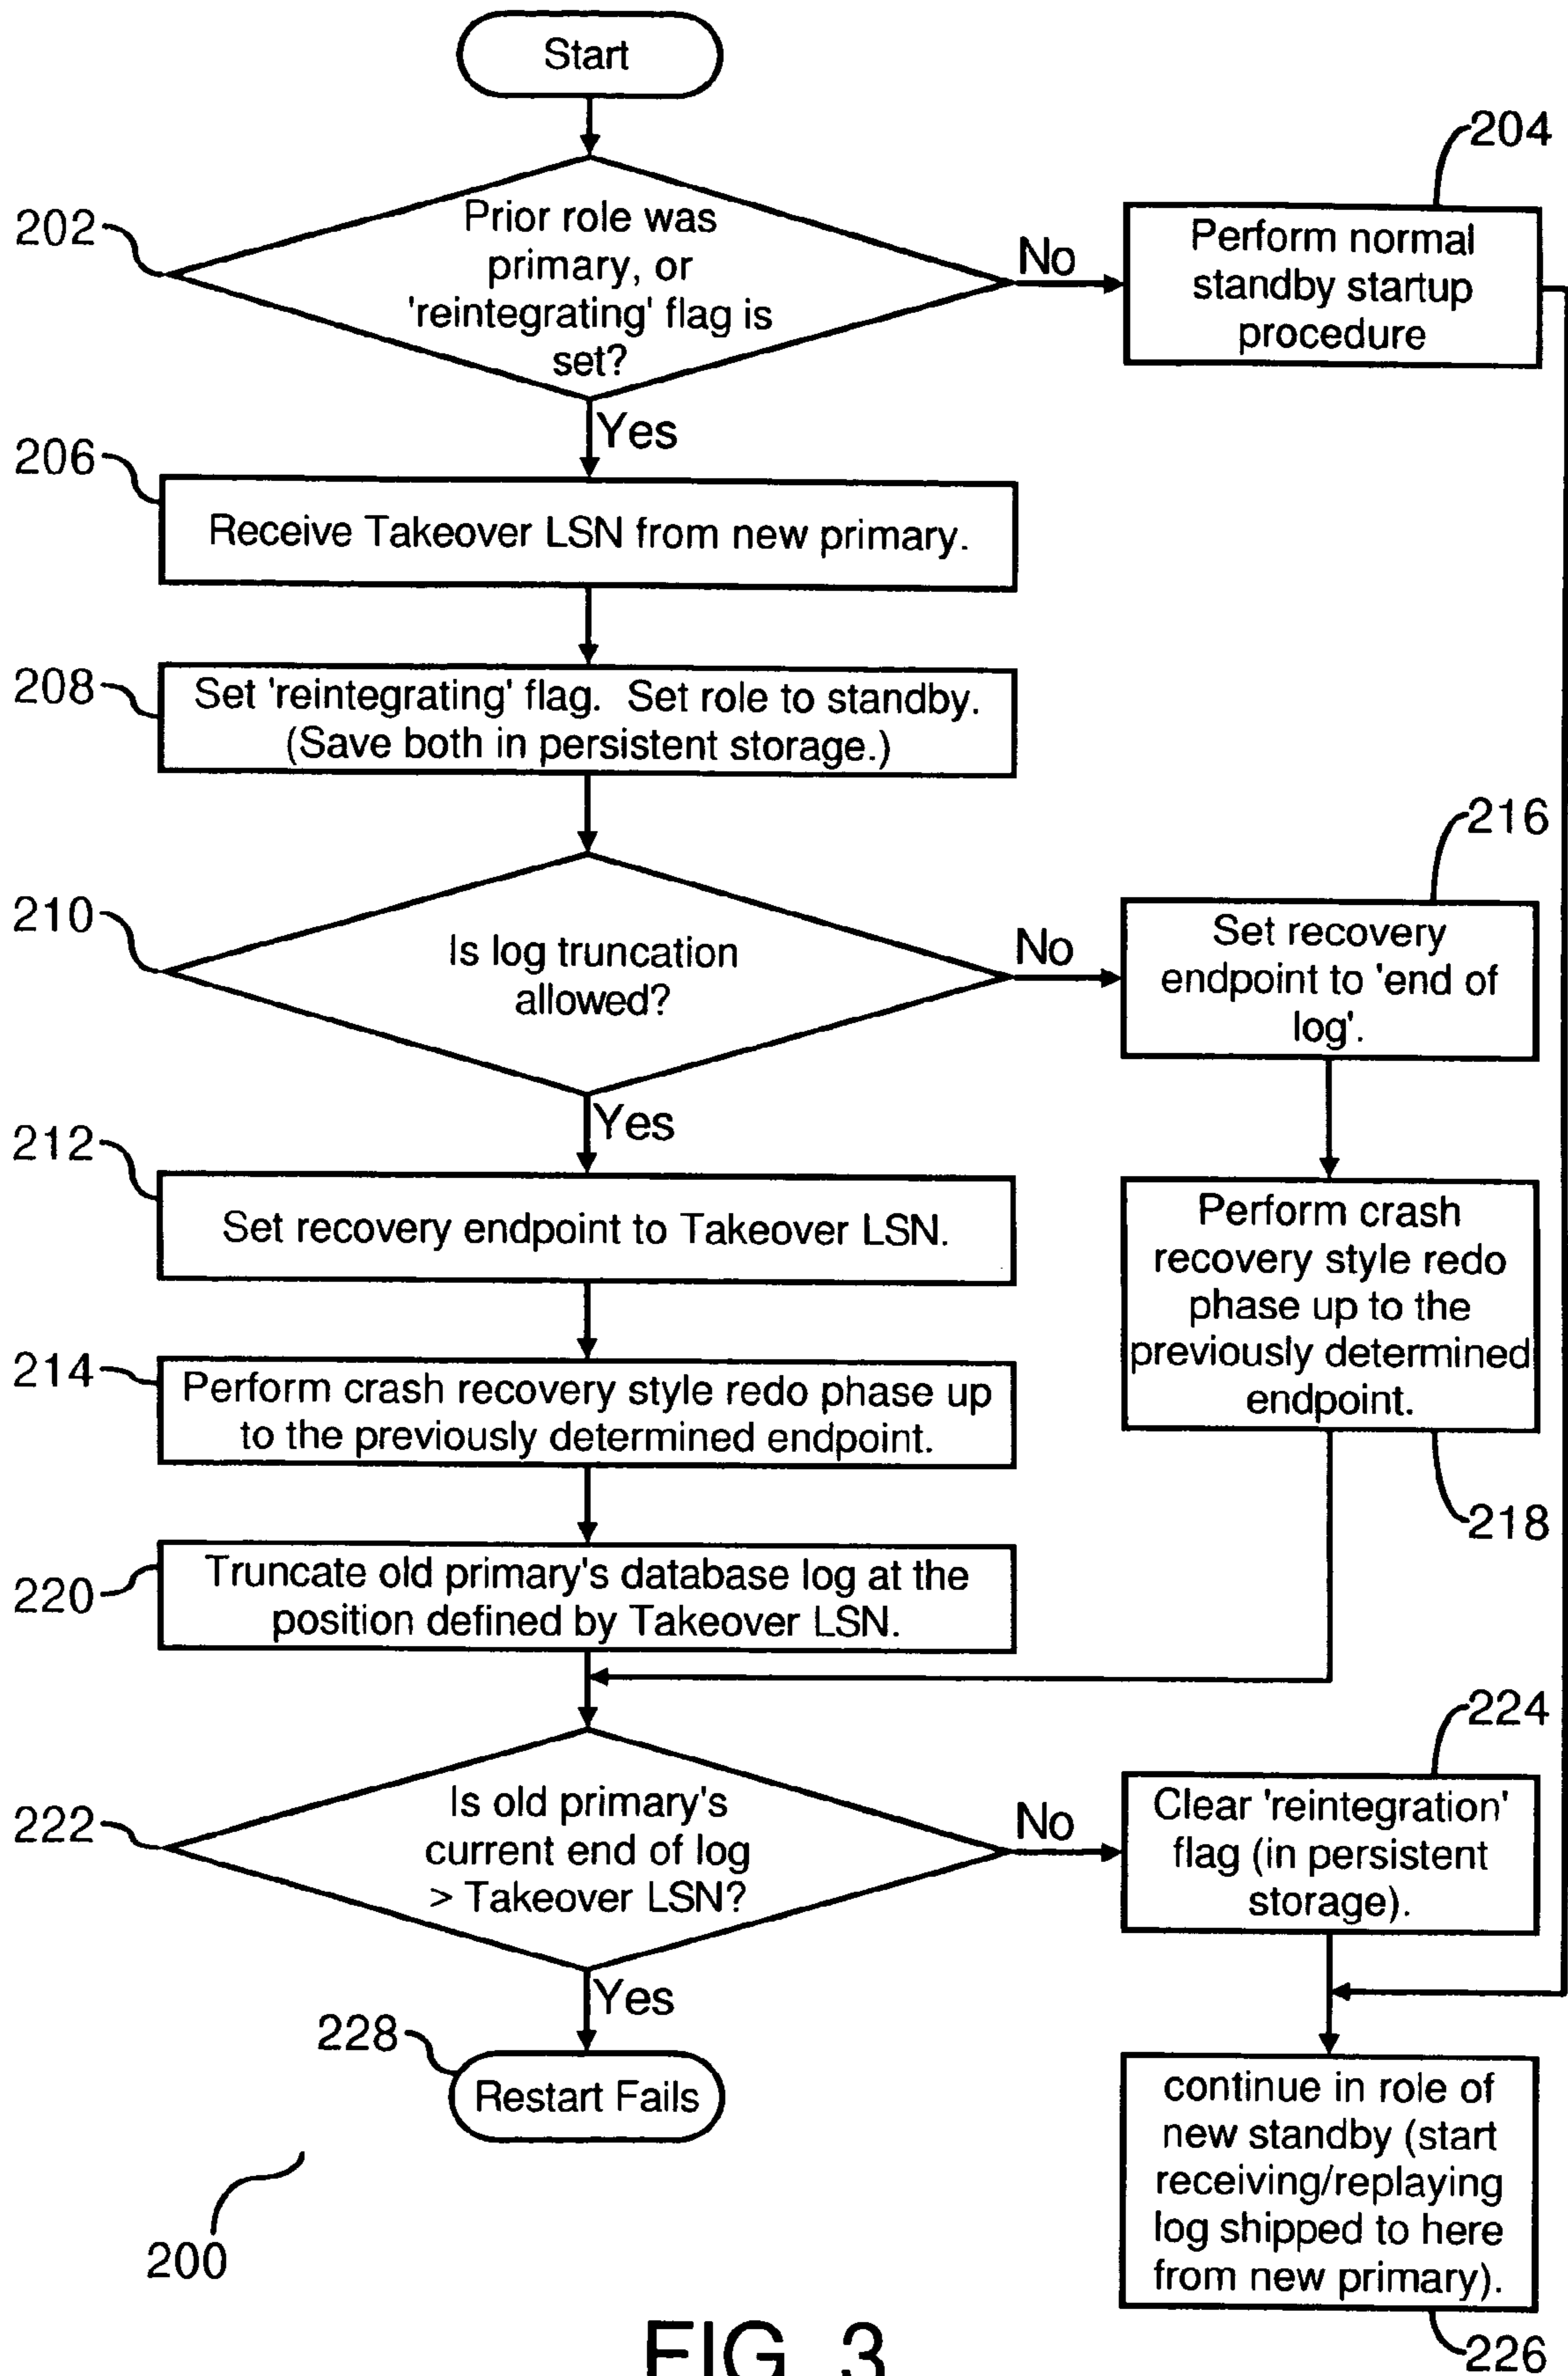 Start
204
202
Prior role was
primary, or
'reintegrating' flag is
set?
No
Perform normal
standby startup
procedure
Yes
206
Receive Takeover LSN from new primary.
208
Set 'reintegrating' flag. Set role to standby.
(Save both in persistent storage.)
216
210
Is log truncation
allowed?
No
Set recovery
endpoint to 'end of
log'.
Yes
212
Set recovery endpoint to Takeover LSN.
Perform crash
recovery style redo
phase up to the
previously determined
endpoint.
214
Perform crash recovery style redo phase up
to the previously determined endpoint.
218
220
Truncate old primary's database log at the
position defined by Takeover LSN.
224
222
Is old primary's
current end of log
> Takeover LSN?
No
Clear 'reintegration'
flag (in persistent
storage).
Yes
228
Restart Fails
continue in role of
new standby (start
receiving/replaying
log shipped to here
from new primary).
200
226
FIG. 3